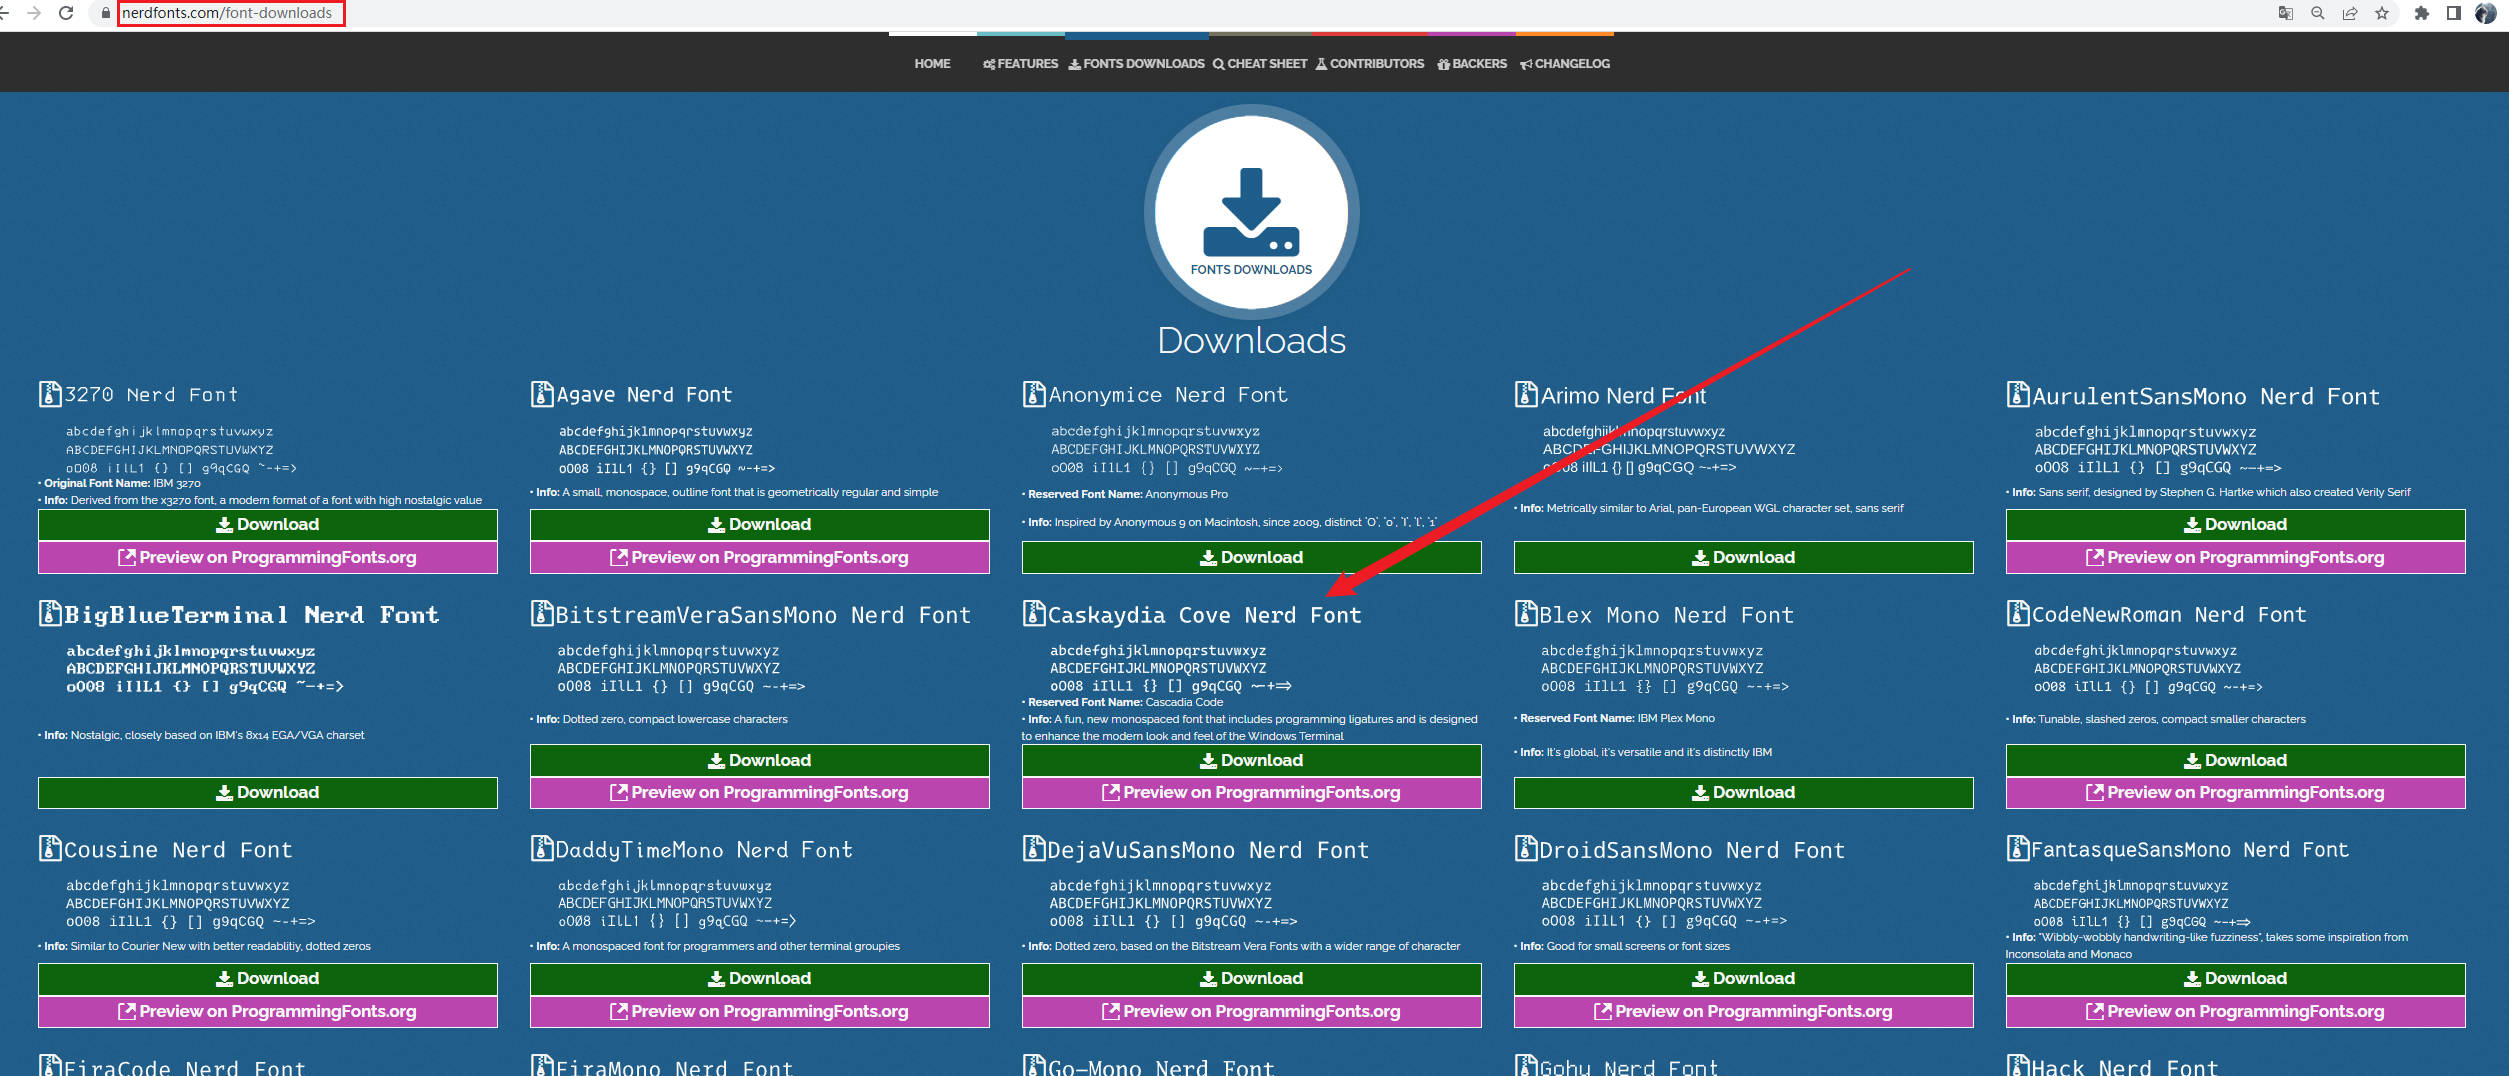 nerdfonts.com/font-downloads
HOME FEATURES FONTS DOWNLOADS CHEAT SHEET CONTRIBUTORS BACKERS CHANGELOG
FONTS DOWNLOADS
Downloads
3270 Nerd Font
abcdefghijklmnopqrstuvwxyz
ABCDEFGHIJKLMNOPQRSTUVWXYZ
oO08 iIlL1 {} [] g9qCGQ ~-+=>
• Original Font Name: IBM 3270
• Info: Derived from the x3270 font, a modern format of a font with high nostalgic value
Download
Preview on ProgrammingFonts.org
Agave Nerd Font
abcdefghijklmnopqrstuvwxyz
ABCDEFGHIJKLMNOPQRSTUVWXYZ
oO08 iIlL1 {} [] g9qCGQ ~-+=>
• Info: A small, monospace, outline font that is geometrically regular and simple
Download
Preview on ProgrammingFonts.org
Anonymice Nerd Font
abcdefghijklmnopqrstuvwxyz
ABCDEFGHIJKLMNOPQRSTUVWXYZ
oO08 iIlL1 {} [] g9qCGQ ~-+=>
• Reserved Font Name: Anonymous Pro
• Info: Inspired by Anonymous 9 on Macintosh, since 2009, distinct 'O', 'o', 'I', 'l', '1'
Download
Arimo Nerd Font
abcdefghijklmnopqrstuvwxyz
ABCDEFGHIJKLMNOPQRSTUVWXYZ
oO08 iIlL1 {} [] g9qCGQ ~-+=>
• Info: Metrically similar to Arial, pan-European WGL character set, sans serif
Download
AurulentSansMono Nerd Font
abcdefghijklmnopqrstuvwxyz
ABCDEFGHIJKLMNOPQRSTUVWXYZ
oO08 iIlL1 {} [] g9qCGQ ~-+=>
• Info: Sans serif, designed by Stephen G. Hartke which also created Verily Serif
Download
Preview on ProgrammingFonts.org
BigBlueTerminal Nerd Font
abcdefghijklmnopqrstuvwxyz
ABCDEFGHIJKLMNOPQRSTUVWXYZ
oO08 iIlL1 {} [] g9qCGQ ~-+=>
• Info: Nostalgic, closely based on IBM's 8x14 EGA/VGA charset
Download
BitstreamVeraSansMono Nerd Font
abcdefghijklmnopqrstuvwxyz
ABCDEFGHIJKLMNOPQRSTUVWXYZ
oO08 iIlL1 {} [] g9qCGQ ~-+=>
• Info: Dotted zero, compact lowercase characters
Download
Preview on ProgrammingFonts.org
Caskaydia Cove Nerd Font
abcdefghijklmnopqrstuvwxyz
ABCDEFGHIJKLMNOPQRSTUVWXYZ
oO08 iIlL1 {} [] g9qCGQ ~-+=>
• Reserved Font Name: Cascadia Code
• Info: A fun, new monospaced font that includes programming ligatures and is designed
to enhance the modern look and feel of the Windows Terminal
Download
Preview on ProgrammingFonts.org
Blex Mono Nerd Font
abcdefghijklmnopqrstuvwxyz
ABCDEFGHIJKLMNOPQRSTUVWXYZ
oO08 iIlL1 {} [] g9qCGQ ~-+=>
• Reserved Font Name: IBM Plex Mono
• Info: It's global, it's versatile and it's distinctly IBM
Download
CodeNewRoman Nerd Font
abcdefghijklmnopqrstuvwxyz
ABCDEFGHIJKLMNOPQRSTUVWXYZ
oO08 iIlL1 {} [] g9qCGQ ~-+=>
• Info: Tunable, slashed zeros, compact smaller characters
Download
Preview on ProgrammingFonts.org
Cousine Nerd Font
abcdefghijklmnopqrstuvwxyz
ABCDEFGHIJKLMNOPQRSTUVWXYZ
oO08 iIlL1 {} [] g9qCGQ ~-+=>
• Info: Similar to Courier New with better readablitiy, dotted zeros
Download
Preview on ProgrammingFonts.org
DaddyTimeMono Nerd Font
abcdefghijklmnopqrstuvwxyz
ABCDEFGHIJKLMNOPQRSTUVWXYZ
oO08 iIlL1 {} [] g9qCGQ ~-+=>
• Info: A monospaced font for programmers and other terminal groupies
Download
Preview on ProgrammingFonts.org
DejaVuSansMono Nerd Font
abcdefghijklmnopqrstuvwxyz
ABCDEFGHIJKLMNOPQRSTUVWXYZ
oO08 iIlL1 {} [] g9qCGQ ~-+=>
• Info: Dotted zero, based on the Bitstream Vera Fonts with a wider range of character
Download
Preview on ProgrammingFonts.org
DroidSansMono Nerd Font
abcdefghijklmnopqrstuvwxyz
ABCDEFGHIJKLMNOPQRSTUVWXYZ
oO08 iIlL1 {} [] g9qCGQ ~-+=>
• Info: Good for small screens or font sizes
Download
Preview on ProgrammingFonts.org
FantasqueSansMono Nerd Font
abcdefghijklmnopqrstuvwxyz
ABCDEFGHIJKLMNOPQRSTUVWXYZ
oO08 iIlL1 {} [] g9qCGQ ~-+=>
• Info: "Wibbly-wobbly handwriting-like fuzziness", takes some inspiration from
Inconsolata and Monaco
Download
Preview on ProgrammingFonts.org
FiraCode Nerd Font
FiraMono Nerd Font
Go-Mono Nerd Font
Gohu Nerd Font
Hack Nerd Font